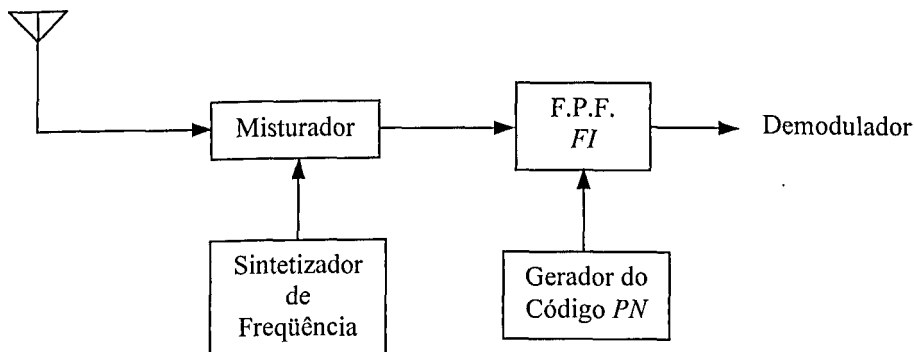 Misturador
F.P.F.
FI
Demodulador
Sintetizador
de
Freqüência
Gerador do
Código PN